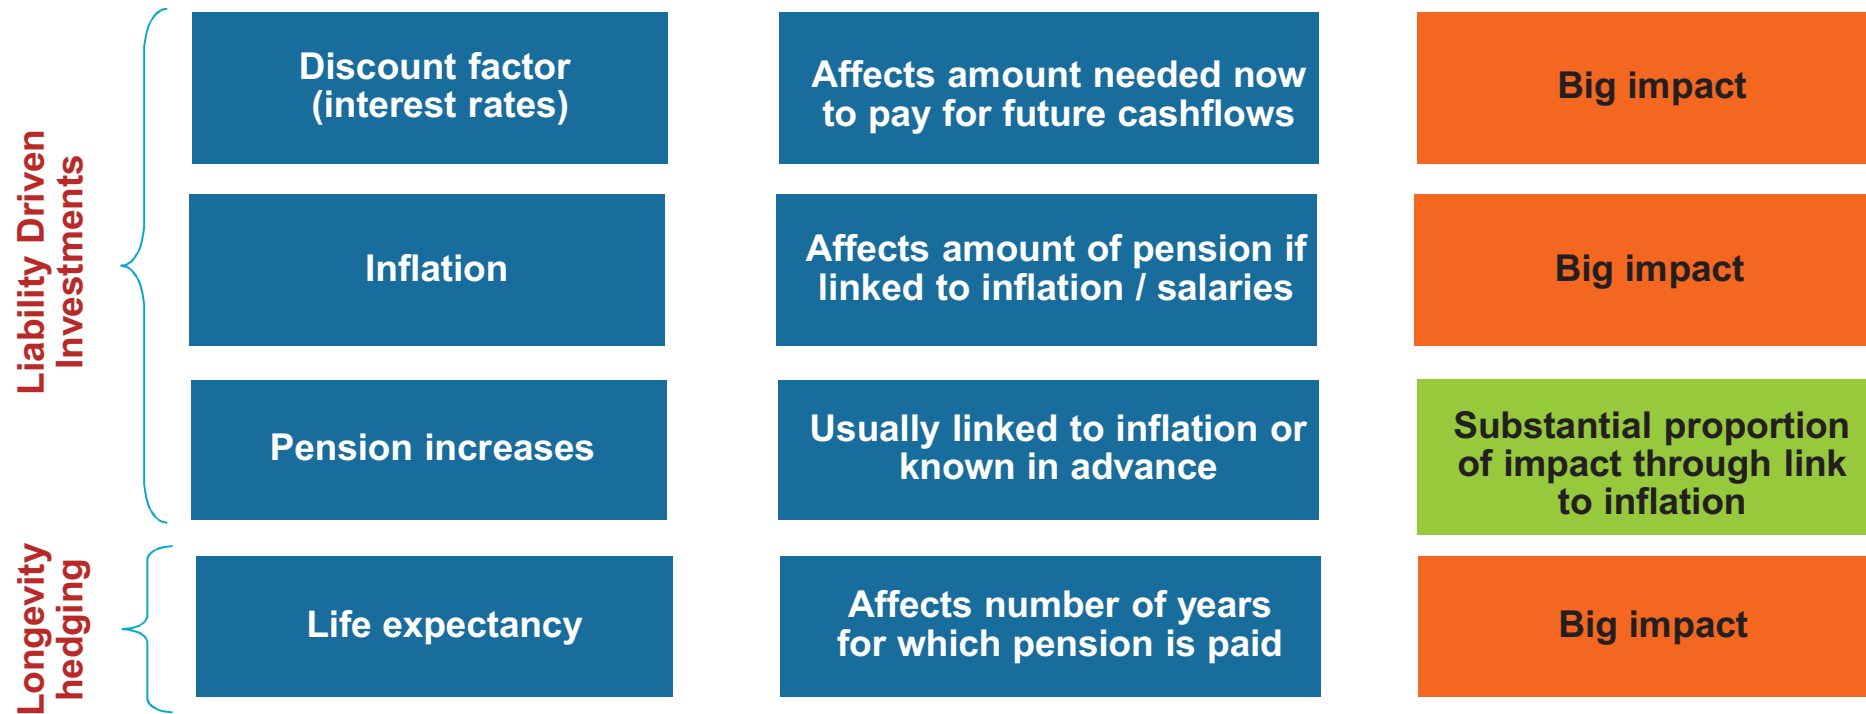 Liability Driven
Investments
Discount factor
(interest rates)
Affects amount needed now
to pay for future cashflows
Big impact
Inflation
Affects amount of pension if
linked to inflation / salaries
Big impact
Pension increases
Usually linked to inflation or
known in advance
Substantial proportion
of impact through link
to inflation
Longevity
hedging
Life expectancy
Affects number of years
for which pension is paid
Big impact